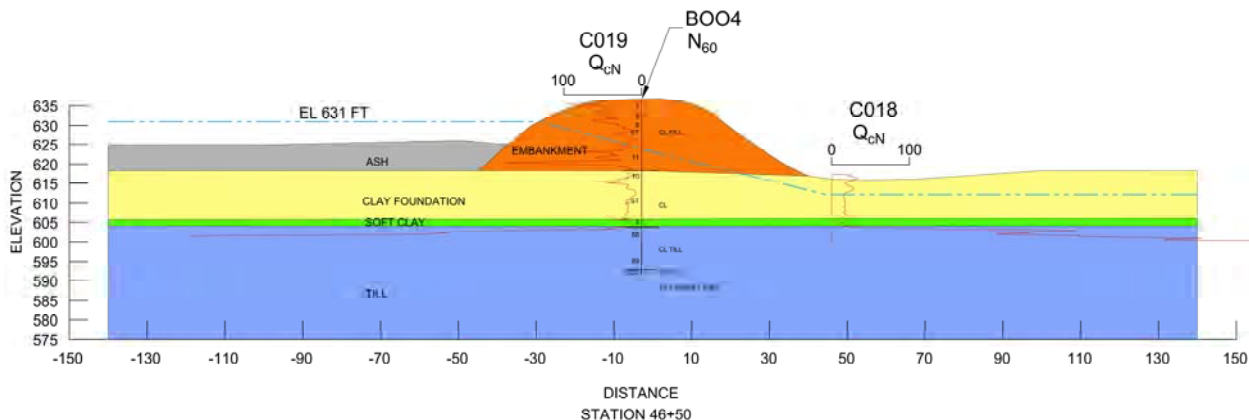 BOO4
N60
C019
QcN
100 0
C018
QcN
0 100
EL 631 FT
635
630
625
620
615
610
605
600
595
590
585
580
575
ELEVATION
CL FILL
EMBANKMENT
ASH
CLAY FOUNDATION
CL
SOFT CLAY
CL TILL
TILL
-150 -130 -110 -90 -70 -50 -30 -10 10 30 50 70 90 110 130 150
DISTANCE
STATION 46+50